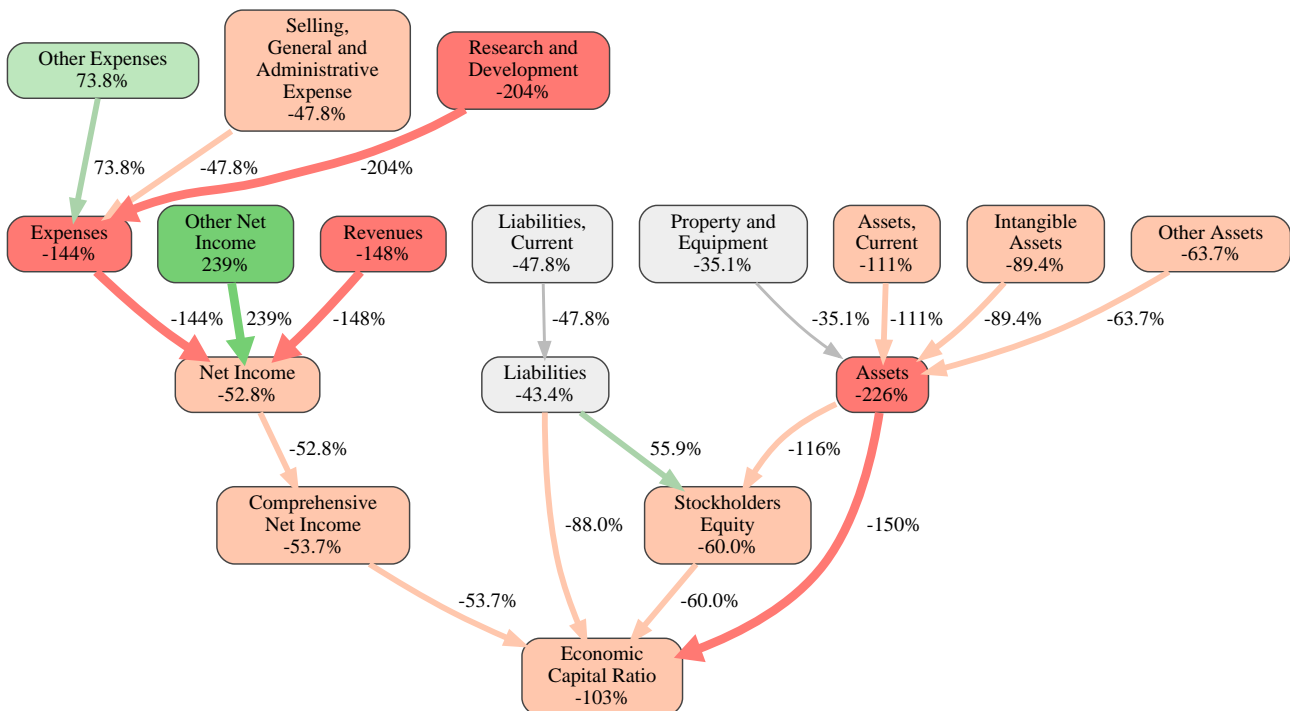 Other Expenses
73.8%
Selling,
General and
Administrative
Expense
-47.8%
Research and
Development
-204%
73.8%
-47.8%
-204%
Expenses
-144%
Other Net
Income
239%
Revenues
-148%
Liabilities,
Current
-47.8%
Property and
Equipment
-35.1%
Assets,
Current
-111%
Intangible
Assets
-89.4%
Other Assets
-63.7%
-144%
239%
-148%
-47.8%
-35.1%
-111%
-89.4%
-63.7%
Net Income
-52.8%
Liabilities
-43.4%
Assets
-226%
-52.8%
55.9%
-116%
Comprehensive
Net Income
-53.7%
-88.0%
Stockholders
Equity
-60.0%
-150%
-53.7%
-60.0%
Economic
Capital Ratio
-103%